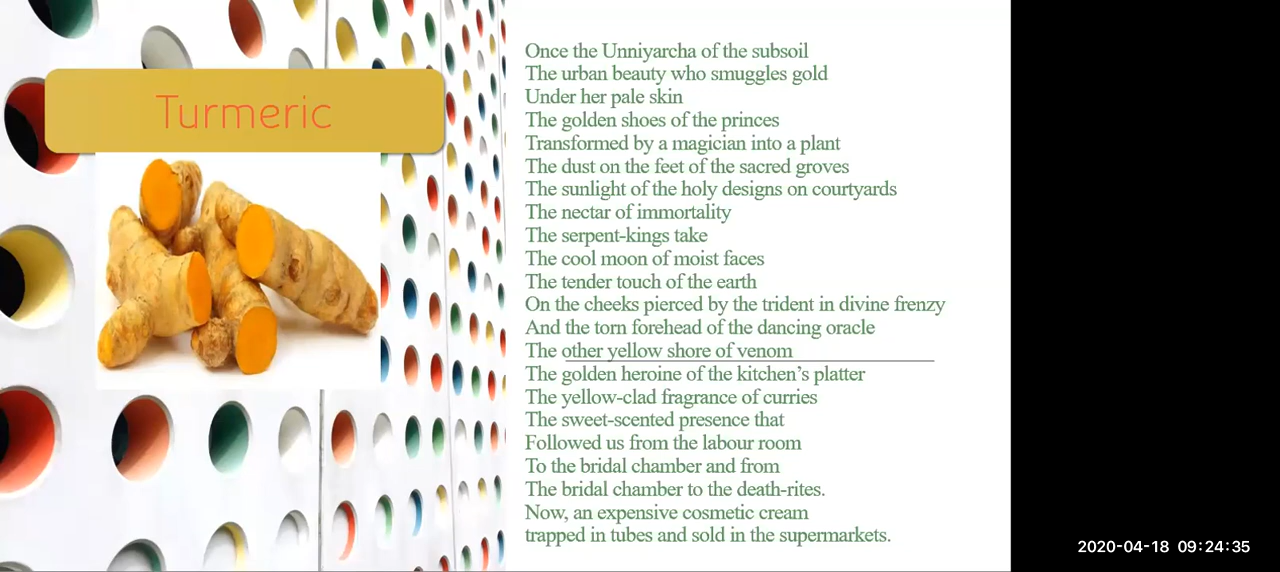 Turmeric
Once the Unniyarcha of the subsoil
The urban beauty who smuggles gold
Under her pale skin
The golden shoes of the princes
Transformed by a magician into a plant
The dust on the feet of the sacred groves
The sunlight of the holy designs on courtyards
The nectar of immortality
The serpent-kings take
The cool moon of moist faces
The tender touch of the earth
On the cheeks pierced by the trident in divine frenzy
And the torn forehead of the dancing oracle
The other yellow shore of venom
The golden heroine of the kitchen’s platter
The yellow-clad fragrance of curries
The sweet-scented presence that
Followed us from the labour room
To the bridal chamber and from
The bridal chamber to the death-rites.
Now, an expensive cosmetic cream
trapped in tubes and sold in the supermarkets.
2020-04-18 09:24:35